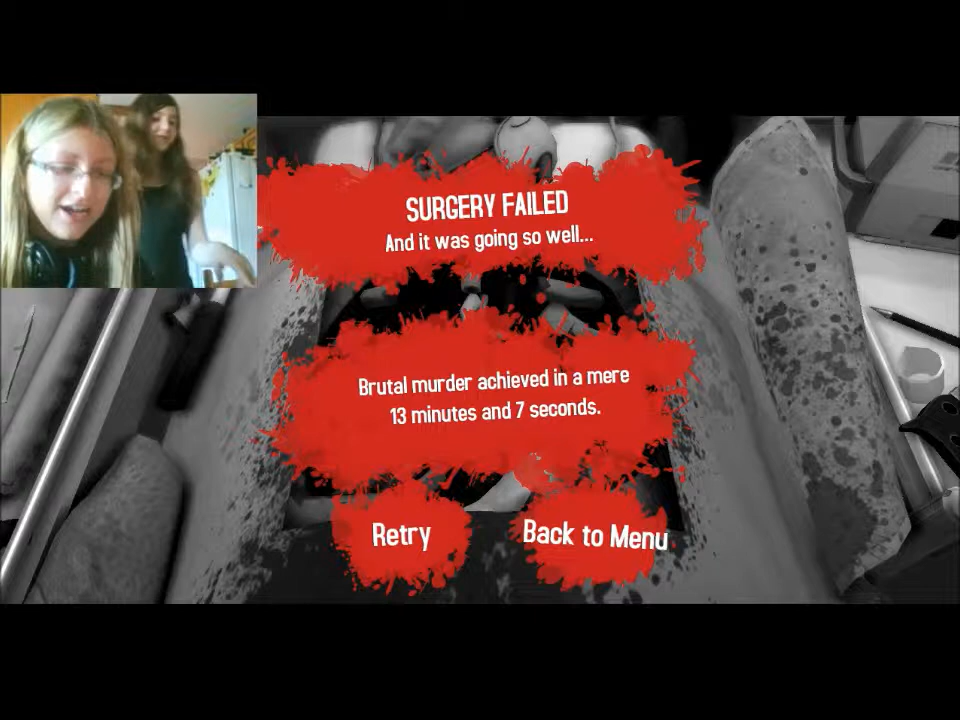 SURGERY FAILED
And it was going so well...
Brutal murder achieved in a mere
13 minutes and 7 seconds.
Retry
Back to Menu